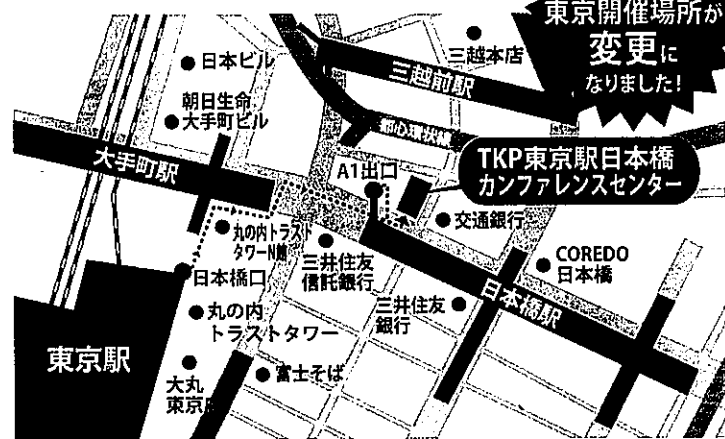 東京開催場所が
変更に
なりました!
三越本店
日本ビル
三越前駅
朝日生命
大手町ビル
都心環状線
大手町駅
A1出口
TKP東京駅日本橋
カンファレンスセンター
交通銀行
丸の内トラスト
タワーN館
三井住友
信託銀行
COREDO
日本橋
日本橋口
日本橋駅
丸の内
トラストタワー
三井住友
銀行
東京駅
富士そば
大丸
東京店